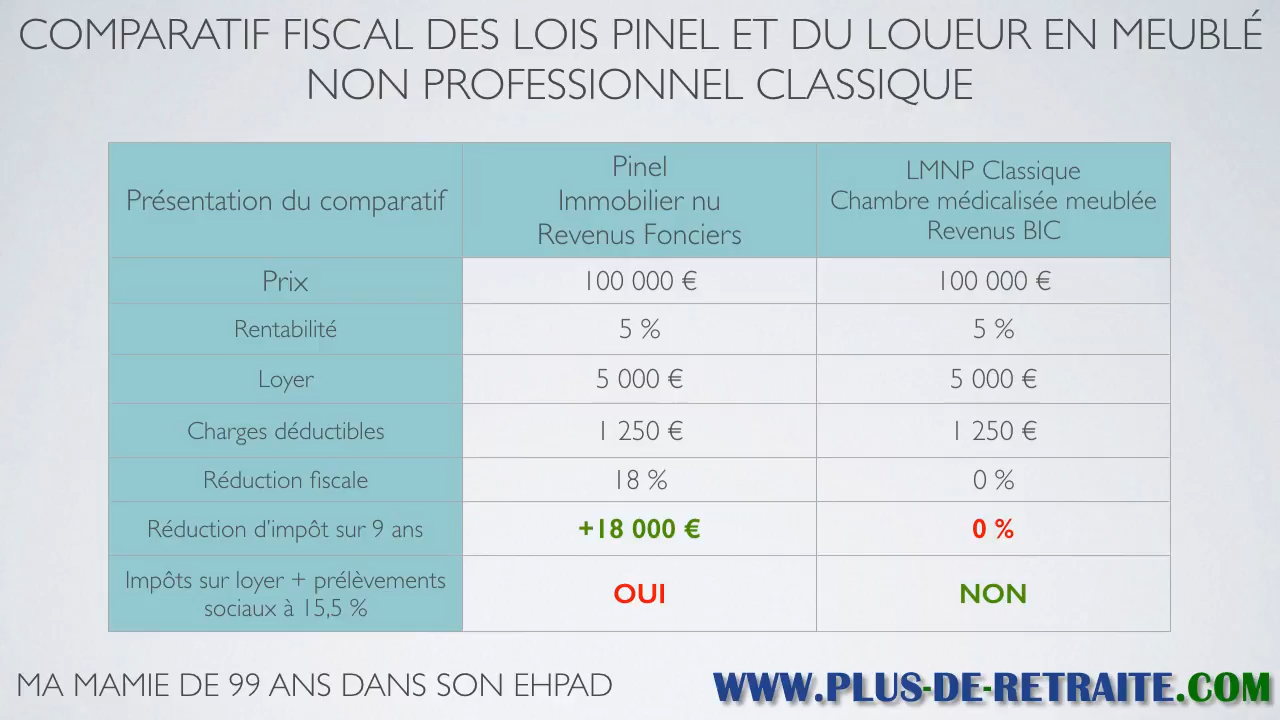 COMPARATIF FISCAL DES LOIS PINEL ET DU LOUEUR EN MEUBLÉ
NON PROFESSIONNEL CLASSIQUE
Présentation du comparatif
Pinel
Immobilier nu
Revenus Fonciers
LMNP Classique
Chambre médicalisée meublée
Revenus BIC
Prix
100 000 €
100 000 €
Rentabilité
5 %
5 %
Loyer
5 000 €
5 000 €
Charges déductibles
1 250 €
1 250 €
Réduction fiscale
18 %
0 %
Réduction d'impôt sur 9 ans
+18 000 €
0 %
Impôts sur loyer + prélèvements
sociaux à 15,5 %
OUI
NON
MA MAMIE DE 99 ANS DANS SON EHPAD
WWW.PLUS-DE-RETRAITE.COM